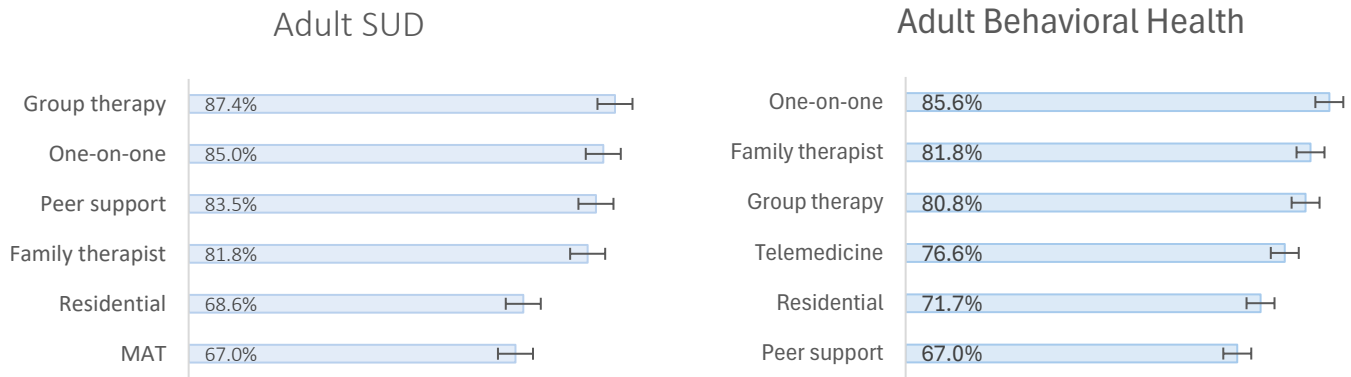 Adult SUD
Group therapy 87.4%
One-on-one 85.0%
Peer support 83.5%
Family therapist 81.8%
Residential 68.6%
MAT 67.0%
Adult Behavioral Health
One-on-one 85.6%
Family therapist 81.8%
Group therapy 80.8%
Telemedicine 76.6%
Residential 71.7%
Peer support 67.0%